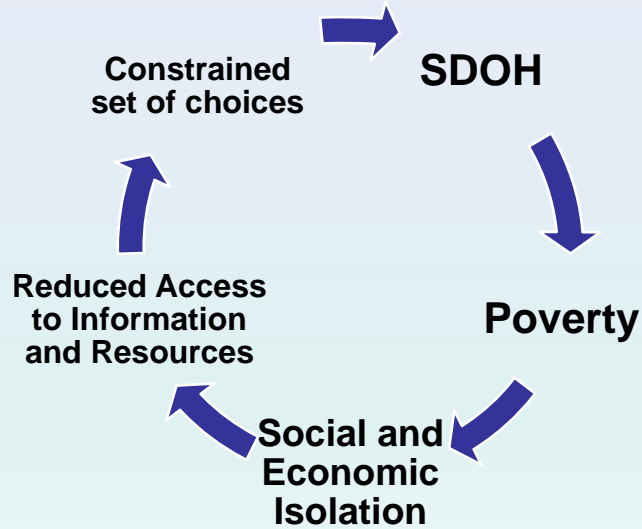 Constrained
set of choices
SDOH
Poverty
Social and
Economic
Isolation
Reduced Access
to Information
and Resources